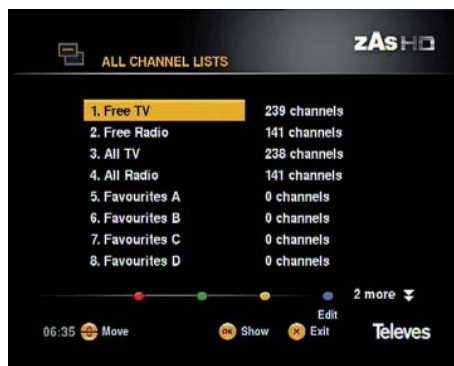 zAs HD
ALL CHANNEL LISTS
1. Free TV 239 channels
2. Free Radio 141 channels
3. All TV 238 channels
4. All Radio 141 channels
5. Favourites A 0 channels
6. Favourites B 0 channels
7. Favourites C 0 channels
8. Favourites D 0 channels
2 more
Edit
06:35 Move OK Show X Exit Televes